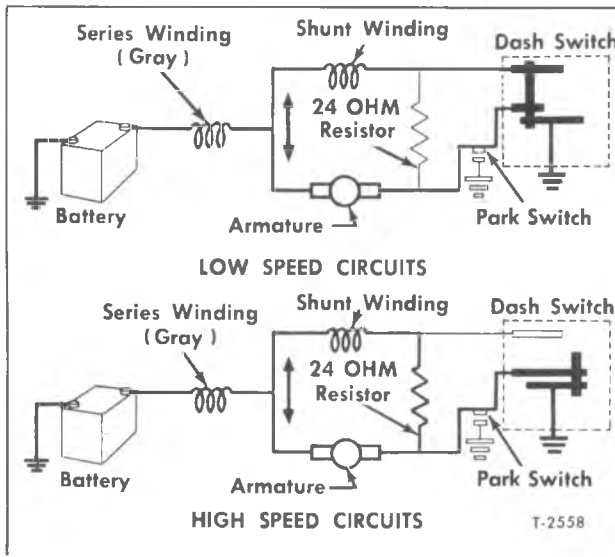 Series Winding
(Gray)
Shunt Winding
Dash Switch
24 OHM
Resistor
Battery
Armature
Park Switch
LOW SPEED CIRCUITS
Series Winding
(Gray)
Shunt Winding
Dash Switch
24 OHM
Resistor
Battery
Armature
Park Switch
HIGH SPEED CIRCUITS
T-2558